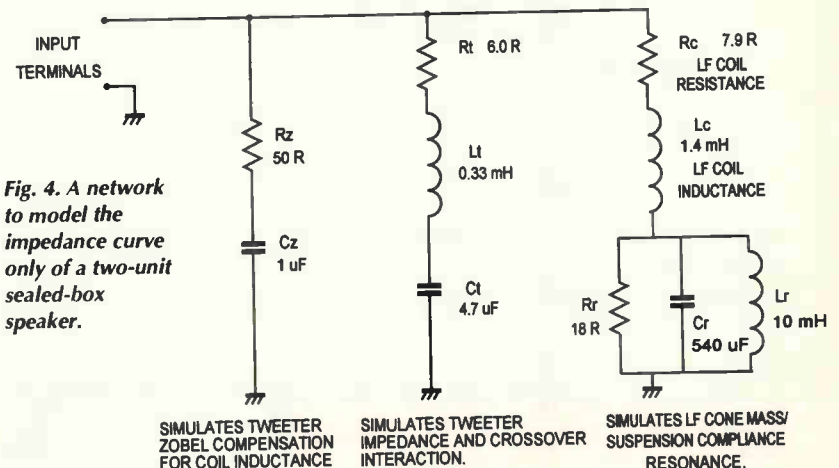 INPUT
TERMINALS
Rz
50 R
Cz
1 uF
Rt 6.0 R
Lt
0.33 mH
Ct
4.7 uF
Rc 7.9 R
LF COIL
RESISTANCE
Lc
1.4 mH
LF COIL
INDUCTANCE
Rr
18 R
Cr
540 uF
Lr
10 mH
Fig. 4. A network
to model the
impedance curve
only of a two-unit
sealed-box
speaker.
SIMULATES TWEETER
ZOBEL COMPENSATION
FOR COIL INDUCTANCE
SIMULATES TWEETER
IMPEDANCE AND CROSSOVER
INTERACTION.
SIMULATES LF CONE MASS/
SUSPENSION COMPLIANCE
RESONANCE.